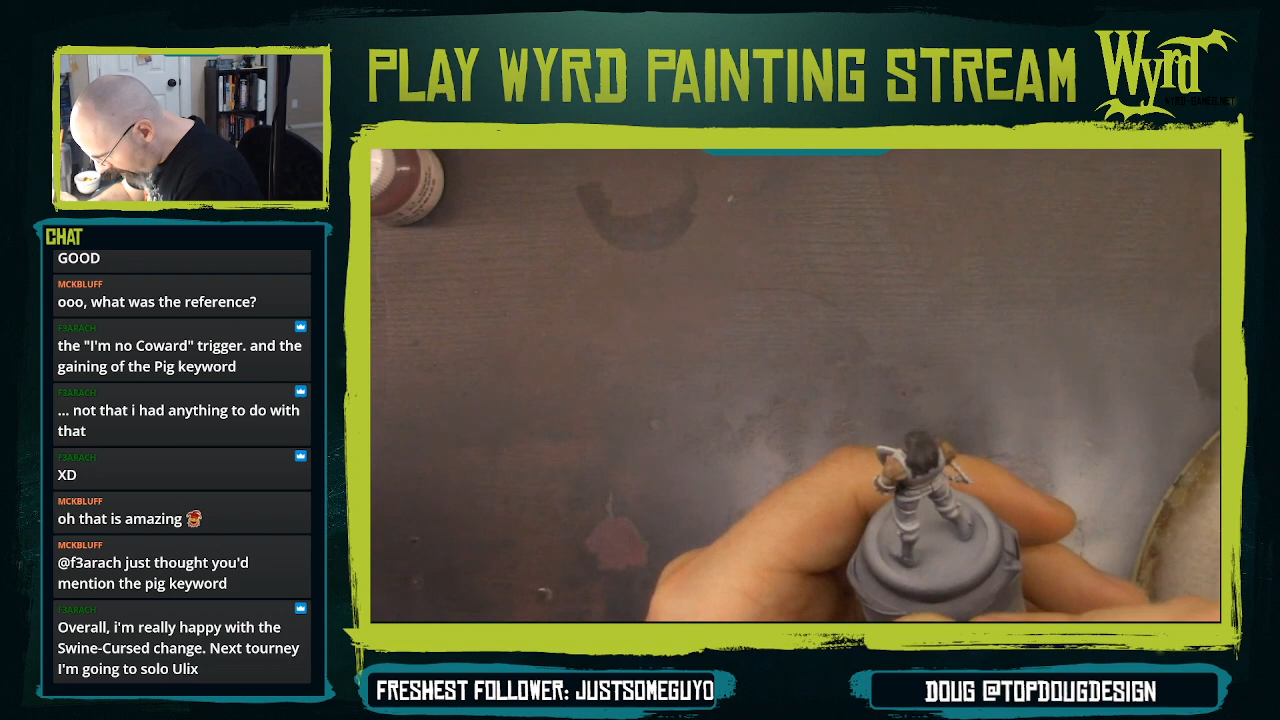 PLAY WYRD PAINTING STREAM
Wyrd
WYRD-GAMES.NET
CHAT
GOOD
MCKBLUFF
ooo, what was the reference?
F3ARACH
the "I'm no Coward" trigger. and the
gaining of the Pig keyword
F3ARACH
... not that i had anything to do with
that
F3ARACH
XD
MCKBLUFF
oh that is amazing
MCKBLUFF
@f3arach just thought you'd
mention the pig keyword
F3ARACH
Overall, i'm really happy with the
Swine-Cursed change. Next tourney
I'm going to solo Ulix
FRESHEST FOLLOWER: JUSTSOMEGUYO
DOUG @TOPDOUGDESIGN